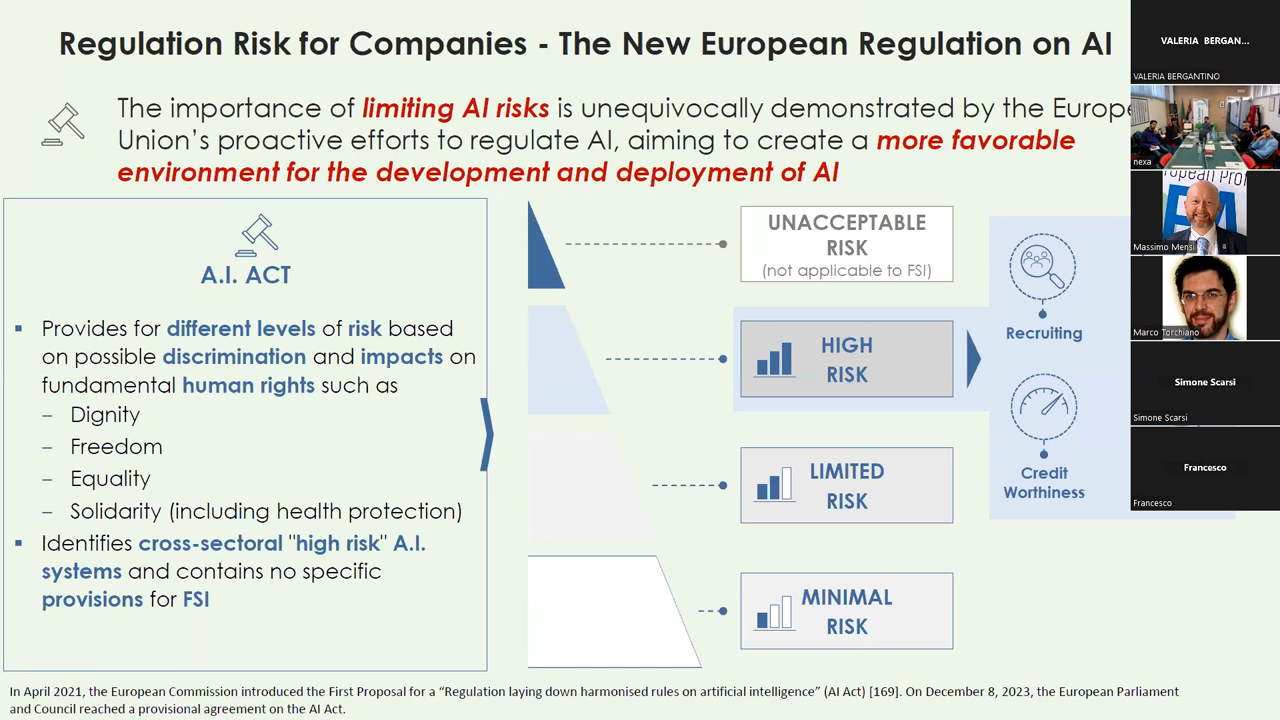 Regulation Risk for Companies - The New European Regulation on AI
The importance of limiting AI risks is unequivocally demonstrated by the Europe
Union’s proactive efforts to regulate AI, aiming to create a more favorable
environment for the development and deployment of AI
A.I. ACT
▪ Provides for different levels of risk based
on possible discrimination and impacts on
fundamental human rights such as
– Dignity
– Freedom
– Equality
– Solidarity (including health protection)
▪ Identifies cross-sectoral "high risk" A.I.
systems and contains no specific
provisions for FSI
UNACCEPTABLE
RISK
(not applicable to FSI)
HIGH
RISK
LIMITED
RISK
MINIMAL
RISK
Recruiting
Credit
Worthiness
In April 2021, the European Commission introduced the First Proposal for a “Regulation laying down harmonised rules on artificial intelligence” (AI Act) [169]. On December 8, 2023, the European Parliament
and Council reached a provisional agreement on the AI Act.
VALERIA BERGAN...
VALERIA BERGANTINO
nexa
Massimo Mensi
Marco Torchiano
Simone Scarsi
Simone Scarsi
Francesco
Francesco